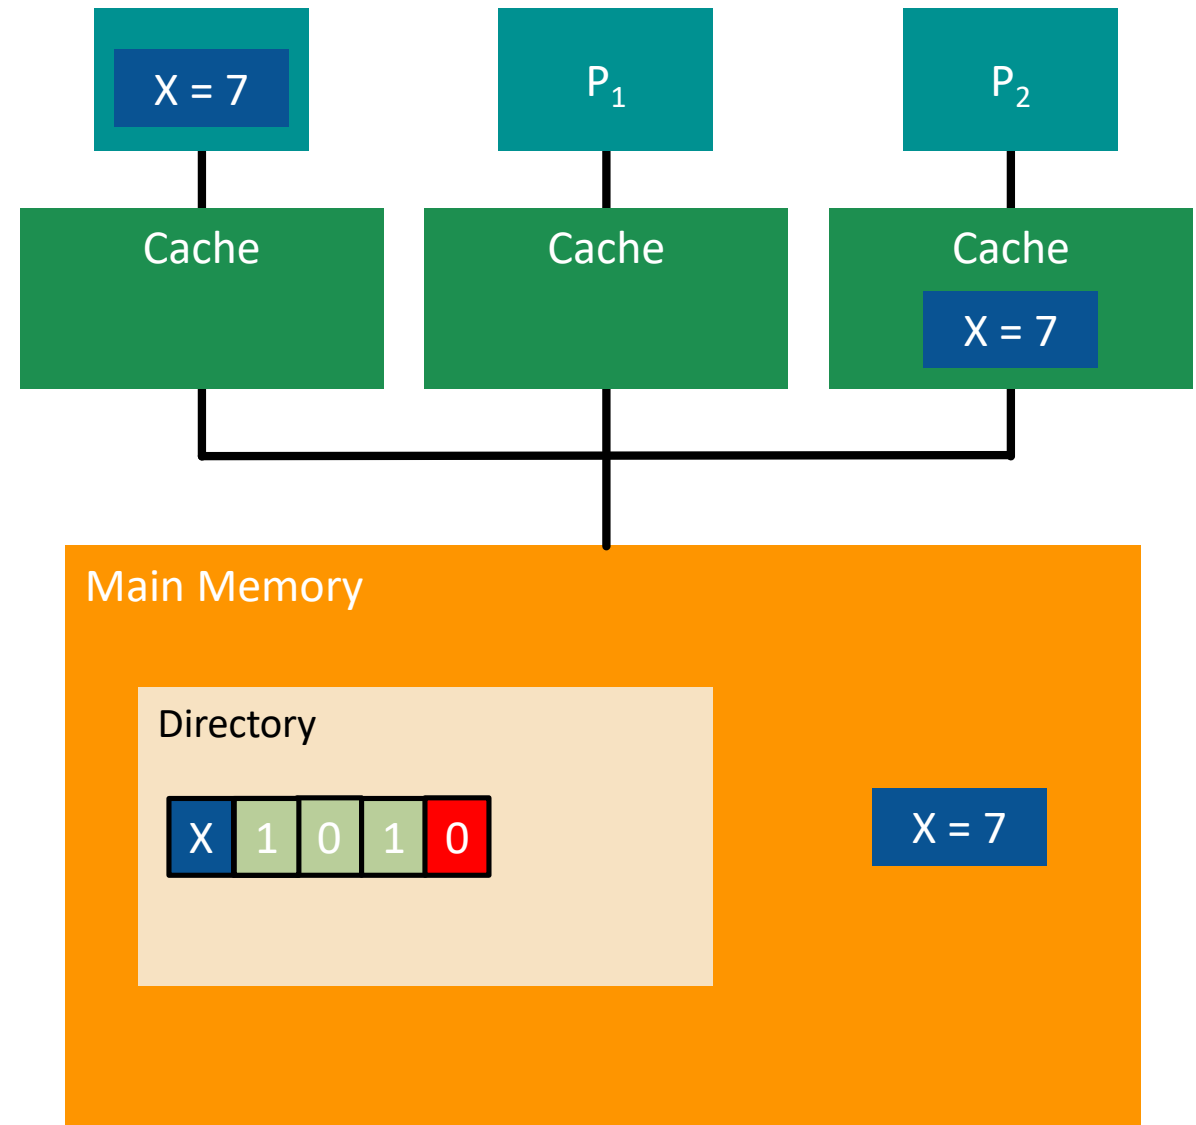 X = 7
P₁
P₂
Cache
Cache
Cache
X = 7
Main Memory
Directory
X 1 0 1 0
X = 7